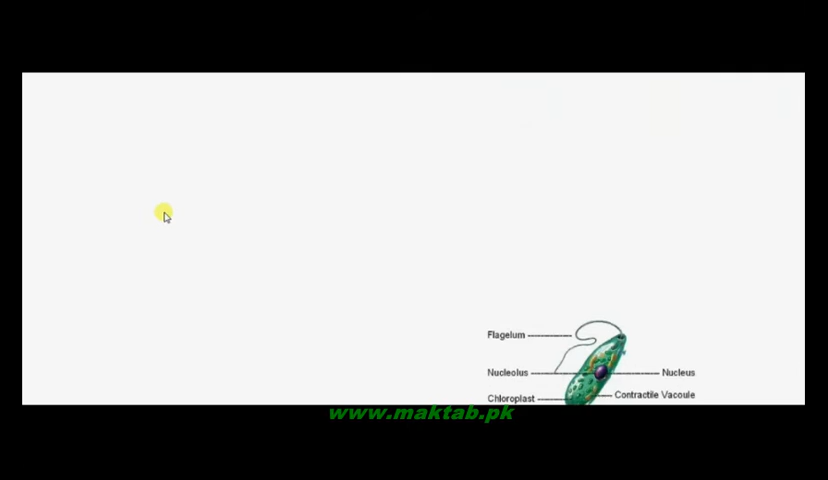 Flagelum
Nucleolus
Nucleus
Contractile Vacoule
Chloroplast
www.maktab.pk